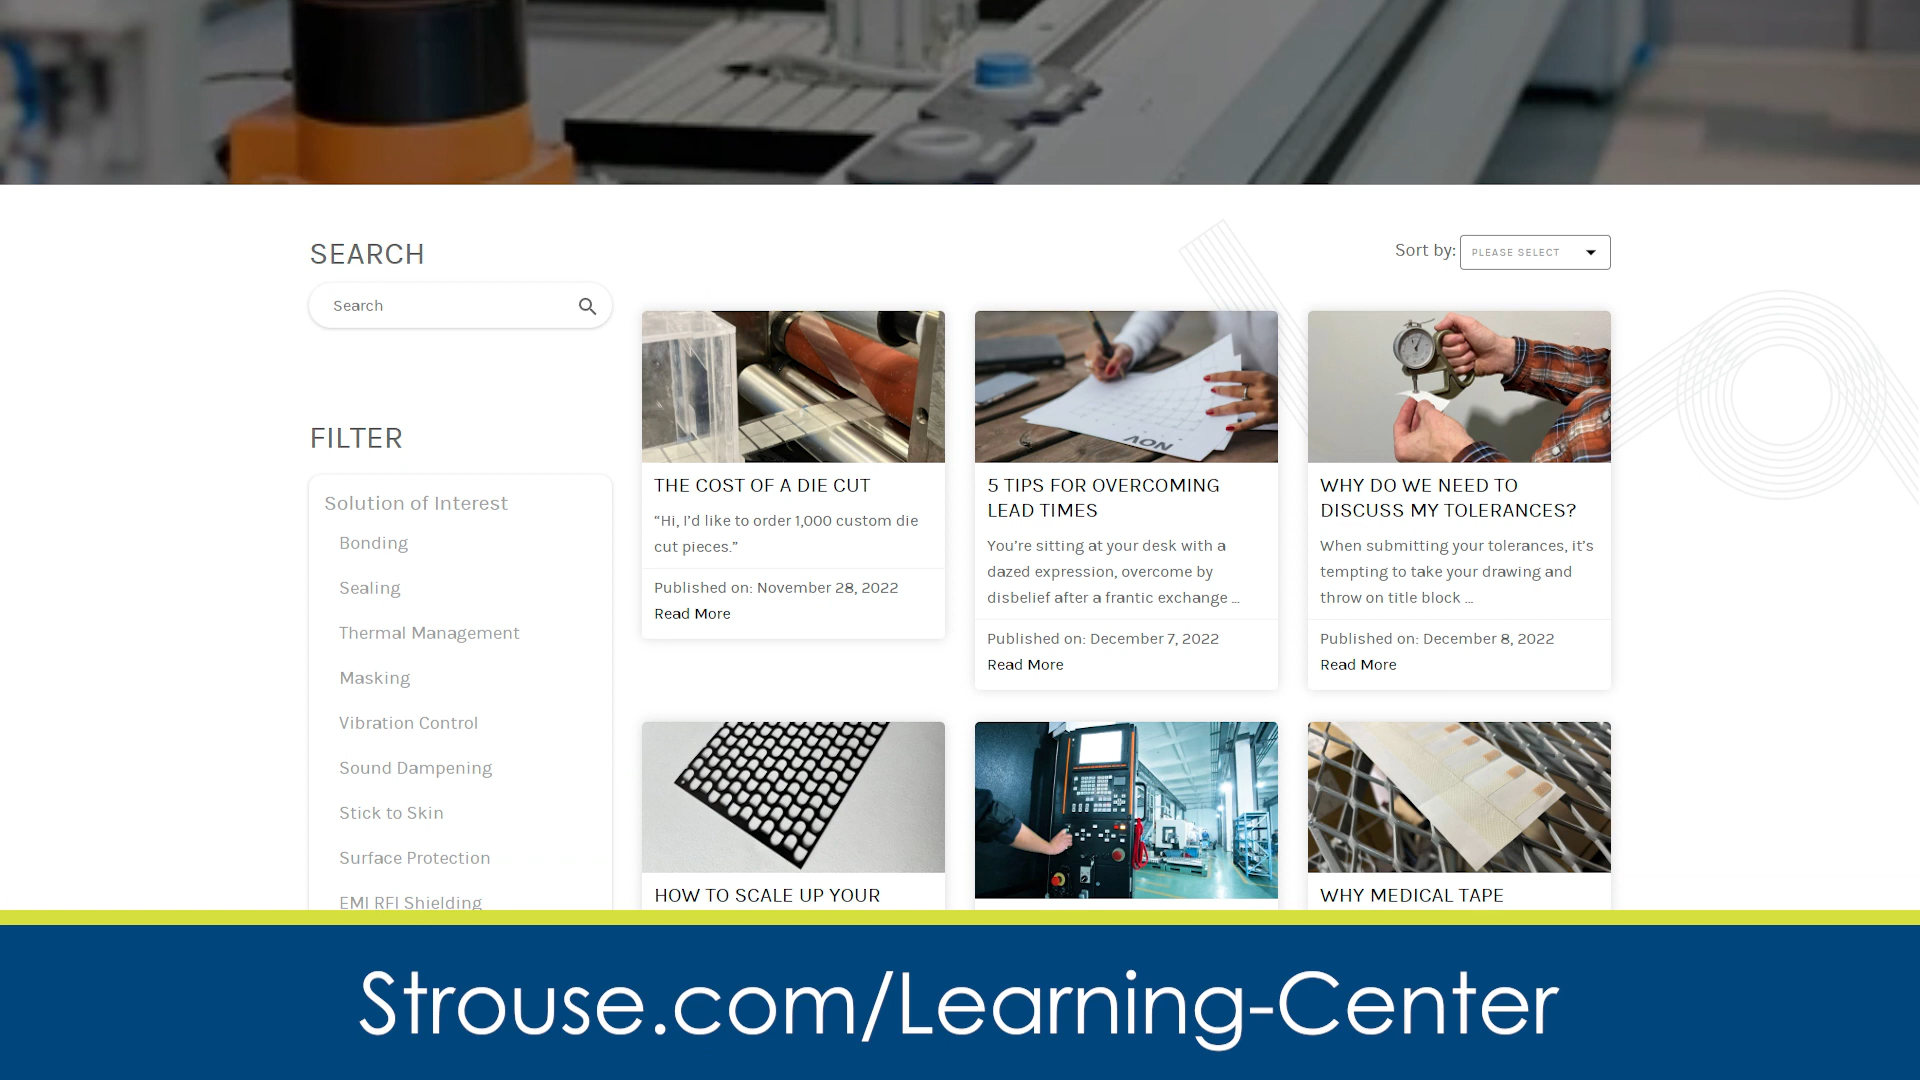 SEARCH
Search
FILTER
Solution of Interest
Bonding
Sealing
Thermal Management
Masking
Vibration Control
Sound Dampening
Stick to Skin
Surface Protection
EMI RFI Shielding
Sort by: PLEASE SELECT
NOV
THE COST OF A DIE CUT
“Hi, I’d like to order 1,000 custom die
cut pieces.”
Published on: November 28, 2022
Read More
5 TIPS FOR OVERCOMING
LEAD TIMES
You’re sitting at your desk with a
dazed expression, overcome by
disbelief after a frantic exchange ...
Published on: December 7, 2022
Read More
WHY DO WE NEED TO
DISCUSS MY TOLERANCES?
When submitting your tolerances, it’s
tempting to take your drawing and
throw on title block ...
Published on: December 8, 2022
Read More
HOW TO SCALE UP YOUR
WHY MEDICAL TAPE
Strouse.com/Learning-Center